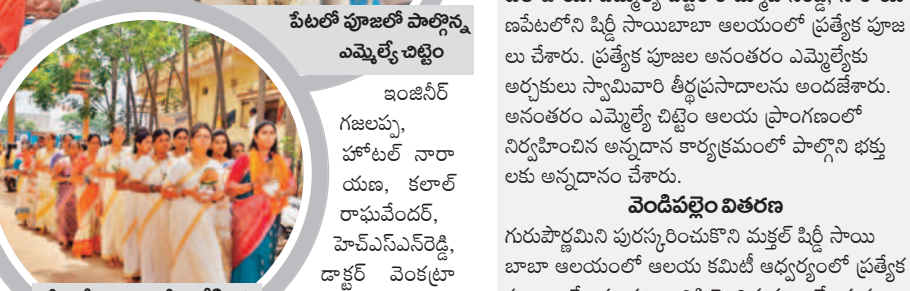 పేటలో పూజలో పాల్గొన్న
ఎమ్మెల్యే చిట్టెం
ఇంజినీర్
గజలప్ప,
హోటల్ నారా
యణ, కలాల్
రాఘవేందర్,
హెచ్ఎస్ఎన్‌రెడ్డి,
డాక్టర్ వెంకట్రా
ణపేటలోని షిర్డీ సాయిబాబా ఆలయంలో ప్రత్యేక పూజ
లు చేశారు. ప్రత్యేక పూజల అనంతరం ఎమ్మెల్యేకు
అర్చకులు స్వామివారి తీర్థప్రసాదాలను అందజేశారు.
అనంతరం ఎమ్మెల్యే చిట్టెం ఆలయ ప్రాంగణంలో
నిర్వహించిన అన్నదాన కార్యక్రమంలో పాల్గొని భక్తు
లకు అన్నదానం చేశారు.
వెండిపల్లెం వితరణ
గురుపౌర్ణమిని పురస్కరించుకొని మక్తల్ షిర్డీ సాయి
బాబా ఆలయంలో ఆలయ కమిటీ ఆధ్వర్యంలో ప్రత్యేక